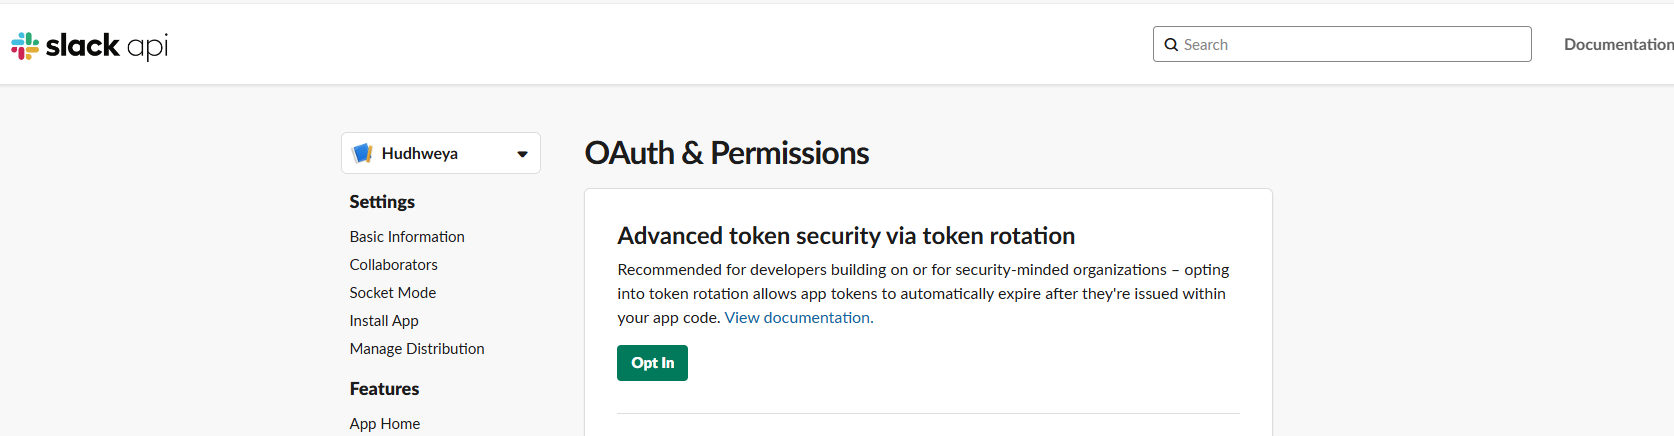 slack api
Search
Documentation
Hudhweya
Settings
Basic Information
Collaborators
Socket Mode
Install App
Manage Distribution
Features
App Home
OAuth & Permissions
Advanced token security via token rotation
Recommended for developers building on or for security-minded organizations – opting
into token rotation allows app tokens to automatically expire after they're issued within
your app code. View documentation.
Opt In